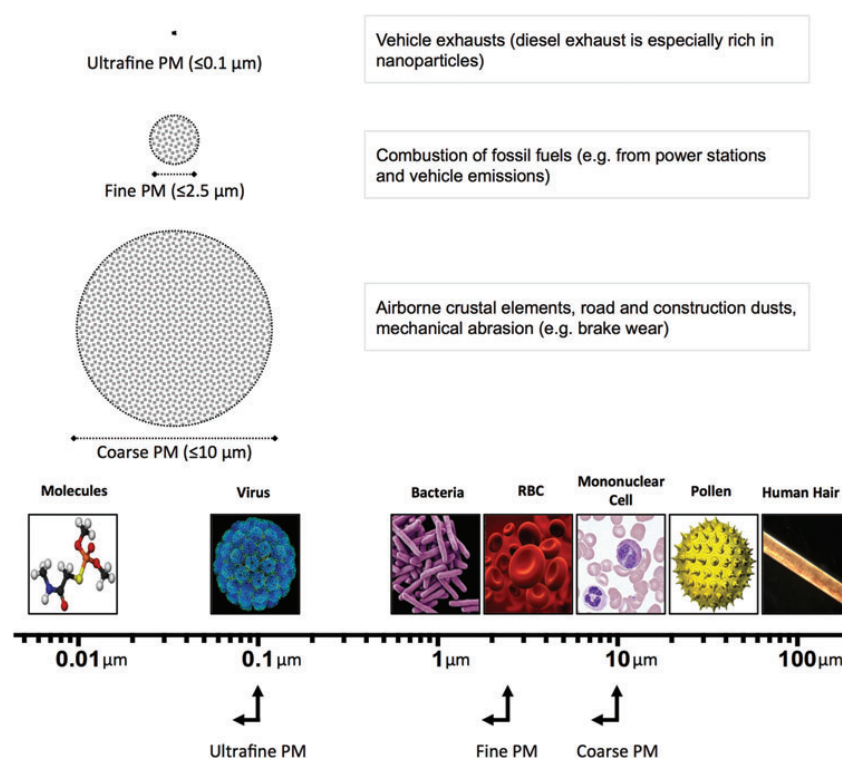 Ultrafine PM (≤0.1 μm)
Vehicle exhausts (diesel exhaust is especially rich in
nanoparticles)
Fine PM (≤2.5 μm)
Combustion of fossil fuels (e.g. from power stations
and vehicle emissions)
Airborne crustal elements, road and construction dusts,
mechanical abrasion (e.g. brake wear)
Coarse PM (≤10 μm)
Molecules
Virus
Bacteria
RBC
Mononuclear
Cell
Pollen
Human Hair
0.01 μm
0.1 μm
1 μm
10 μm
100 μm
Ultrafine PM
Fine PM
Coarse PM